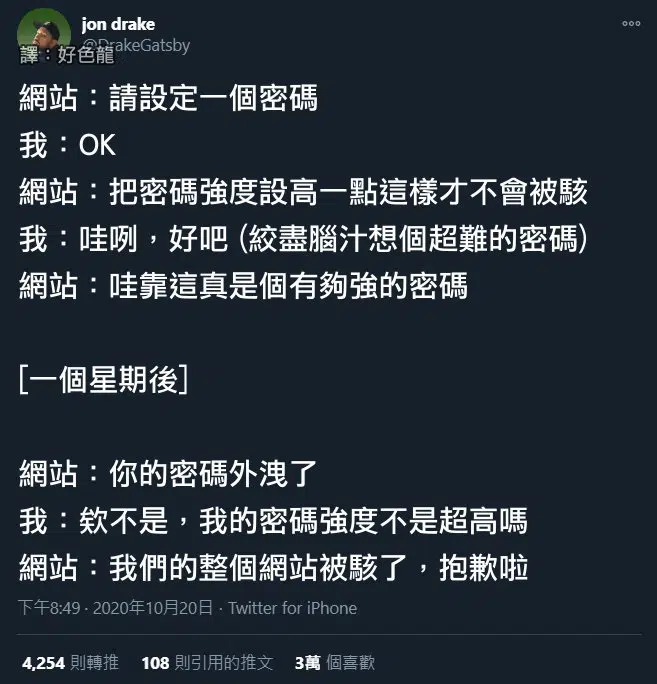 jon drake
@DrakeGatsby
譯：好色龍
網站：請設定一個密碼
我：OK
網站：把密碼強度設高一點這樣才不會被駭
我：哇咧，好吧 (絞盡腦汁想個超難的密碼)
網站：哇靠這真是個有夠強的密碼
[一個星期後]
網站：你的密碼外洩了
我：欸不是，我的密碼強度不是超高嗎
網站：我們的整個網站被駭了，抱歉啦
下午8:49 · 2020年10月20日 · Twitter for iPhone
4,254 則轉推 108 則引用的推文 3萬 個喜歡